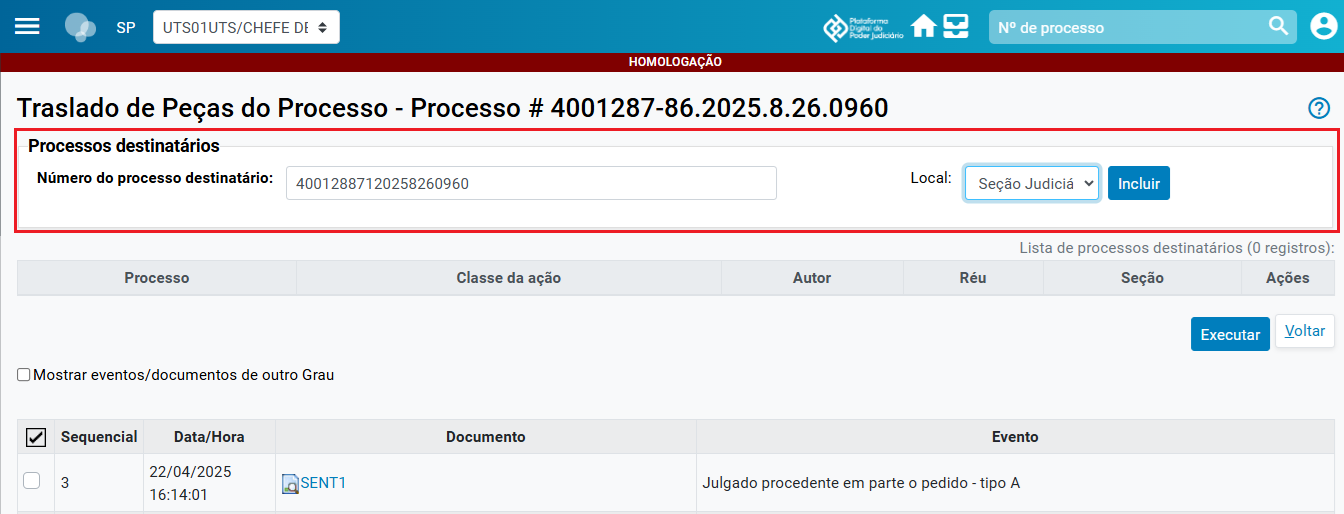 SP
UTS01UTS/CHEFE DE
Plataforma
Digital do
Poder Judiciário
Nº de processo
HOMOLOGAÇÃO
Traslado de Peças do Processo - Processo # 4001287-86.2025.8.26.0960
Processos destinatários
Número do processo destinatário: 40012887120258260960 Local: Seção Judiciá Incluir
Lista de processos destinatários (0 registros):
Processo Classe da ação Autor Réu Seção Ações
Executar Voltar
Mostrar eventos/documentos de outro Grau
Sequencial Data/Hora Documento Evento
3 22/04/2025 16:14:01 SENT1 Julgado procedente em parte o pedido - tipo A